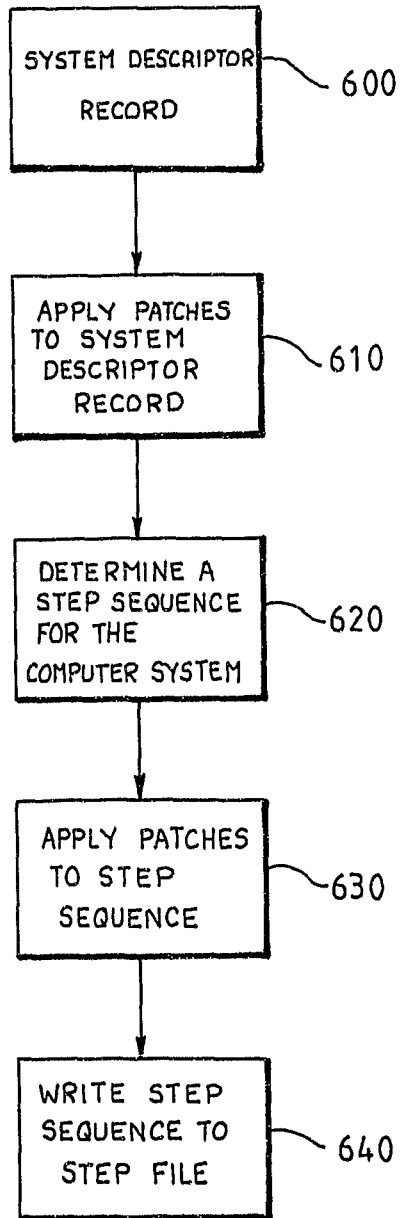 SYSTEM DESCRIPTOR
RECORD
600
APPLY PATCHES
TO SYSTEM
DESCRIPTOR
RECORD
610
DETERMINE A
STEP SEQUENCE
FOR THE
COMPUTER SYSTEM
620
APPLY PATCHES
TO STEP
SEQUENCE
630
WRITE STEP
SEQUENCE TO
STEP FILE
640